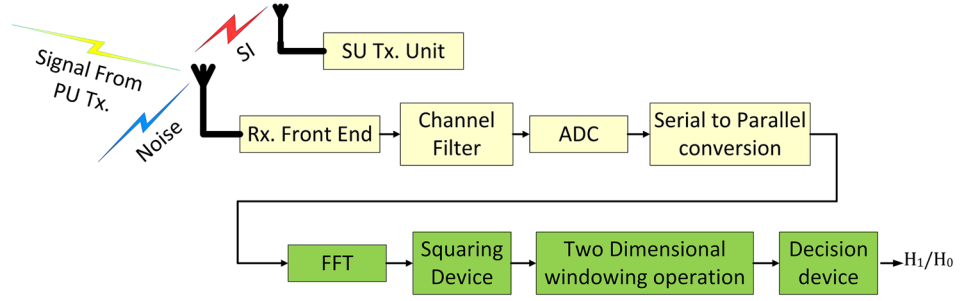 SI
SU Tx. Unit
Signal From
PU Tx.
Noise
Rx. Front End
Channel
Filter
ADC
Serial to Parallel
conversion
FFT
Squaring
Device
Two Dimensional
windowing operation
Decision
device
H₁/H₀